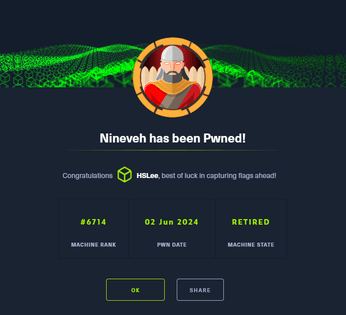 Nineveh has been Pwned!
Congratulations HSLee, best of luck in capturing flags ahead!
#6714 02 Jun 2024 RETIRED
MACHINE RANK PWN DATE MACHINE STATE
OK SHARE